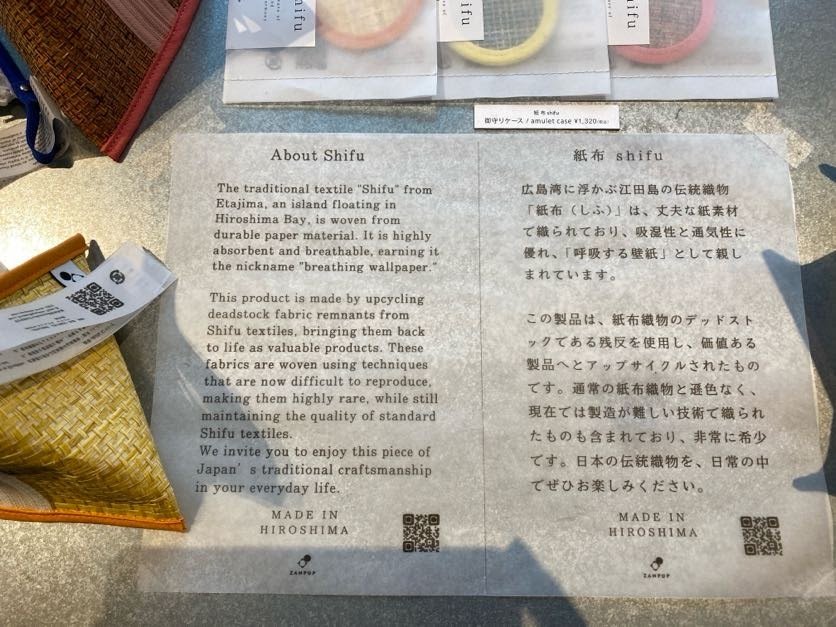 shifu
ifu
ifu
紙布shifu
御守りケース / amulet case ¥1,320(税込)
About Shifu
The traditional textile "Shifu" from
Etajima, an island floating in
Hiroshima Bay, is woven from
durable paper material. It is highly
absorbent and breathable, earning it
the nickname "breathing wallpaper."
This product is made by upcycling
deadstock fabric remnants from
Shifu textiles, bringing them back
to life as valuable products. These
fabrics are woven using techniques
that are now difficult to reproduce,
making them highly rare, while still
maintaining the quality of standard
Shifu textiles.
We invite you to enjoy this piece of
Japan’s traditional craftsmanship
in your everyday life.
MADE IN
HIROSHIMA
ZAMPUP
紙布 shifu
広島湾に浮かぶ江田島の伝統織物
「紙布（しふ）」は、丈夫な紙素材
で織られており、吸湿性と通気性に
優れ、「呼吸する壁紙」として親し
まれています。
この製品は、紙布織物のデッドスト
ックである残反を使用し、価値ある
製品へとアップサイクルされたもの
です。通常の紙布織物と遜色なく、
現在では製造が難しい技術で織られ
たものも含まれており、非常に希少
です。日本の伝統織物を、日常の中
でぜひお楽しみください。
MADE IN
HIROSHIMA
ZAMPUP